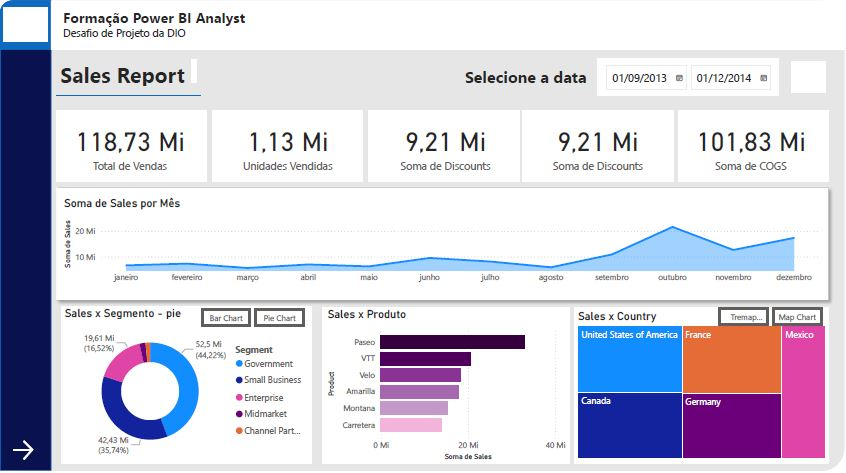 Formação Power BI Analyst
Desafio de Projeto da DIO
Sales Report
Selecione a data
01/09/2013
01/12/2014
118,73 Mi
Total de Vendas
1,13 Mi
Unidades Vendidas
9,21 Mi
Soma de Discounts
9,21 Mi
Soma de Discounts
101,83 Mi
Soma de COGS
Soma de Sales por Mês
Soma de Sales
20 Mi
10 Mi
janeiro
fevereiro
março
abril
maio
junho
julho
agosto
setembro
outubro
novembro
dezembro
Sales x Segmento - pie
Bar Chart
Pie Chart
19,61 Mi
(16,52%)
52,5 Mi
(44,22%)
42,43 Mi
(35,74%)
Segment
Government
Small Business
Enterprise
Midmarket
Channel Part...
Sales x Produto
Product
Paseo
VTT
Velo
Amarilla
Montana
Carretera
0 Mi
20 Mi
40 Mi
Soma de Sales
Sales x Country
Tremap...
Map Chart
United States of America
France
Mexico
Canada
Germany